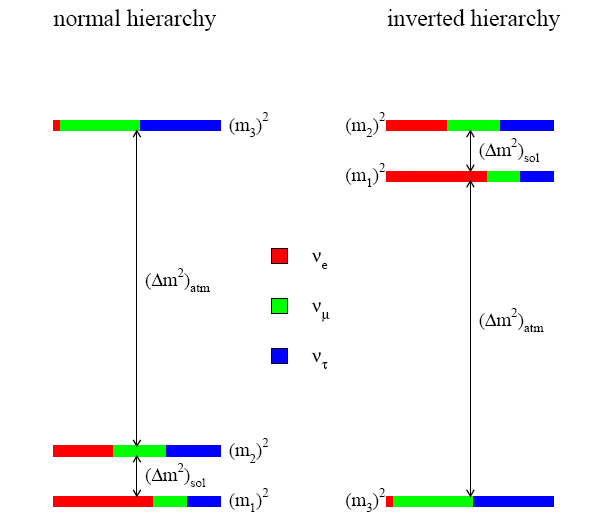 normal hierarchy
inverted hierarchy
(m₃)²
(m₂)²
(Δm²)sol
(m₁)²
(Δm²)atm
νe
(Δm²)atm
νμ
ντ
(m₂)²
(Δm²)sol
(m₁)²
(m₃)²